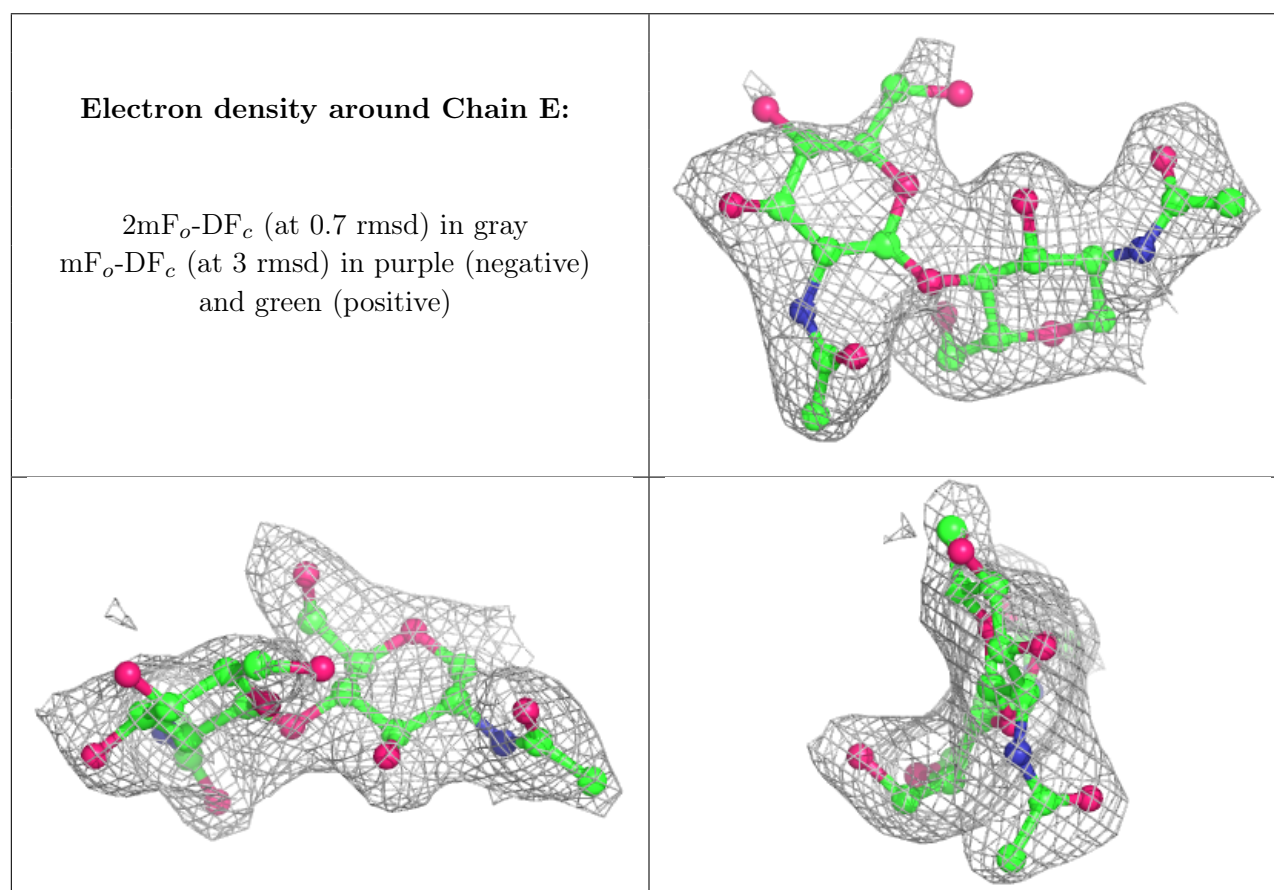 Electron density around Chain E:
2mFₒ-DF𝒸 (at 0.7 rmsd) in gray
mFₒ-DF𝒸 (at 3 rmsd) in purple (negative)
and green (positive)